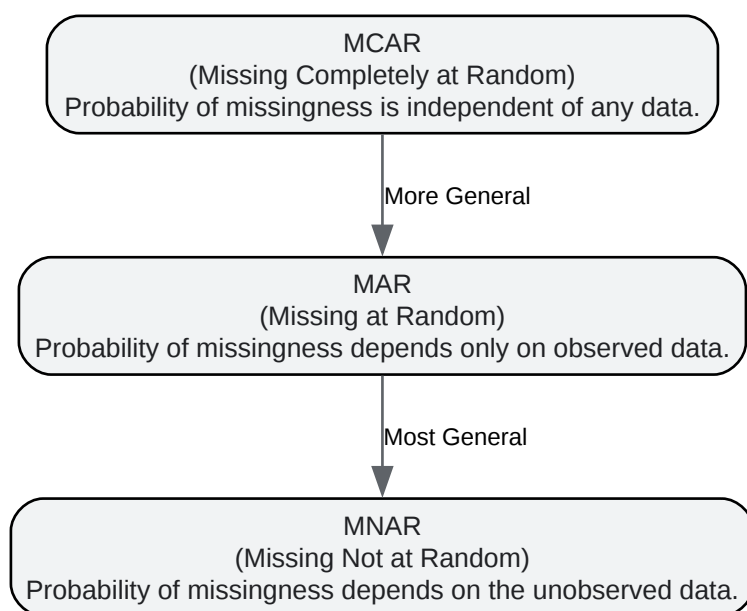 MCAR
(Missing Completely at Random)
Probability of missingness is independent of any data.
More General
MAR
(Missing at Random)
Probability of missingness depends only on observed data.
Most General
MNAR
(Missing Not at Random)
Probability of missingness depends on the unobserved data.